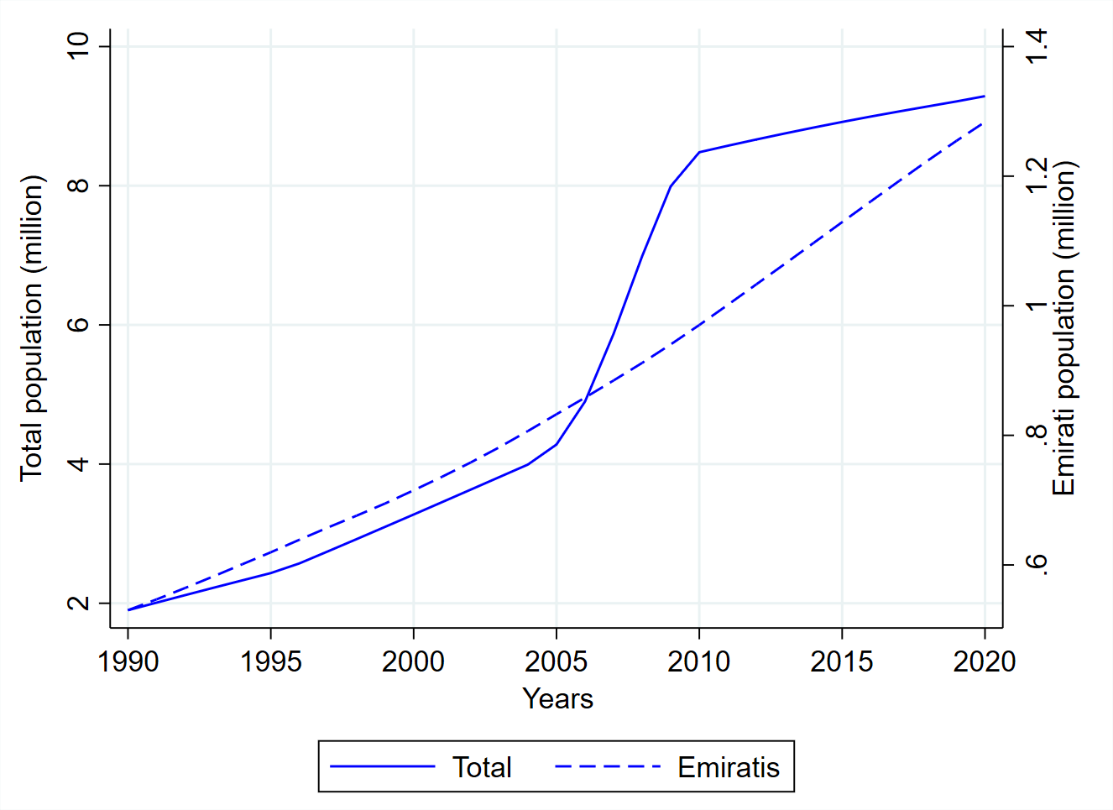 Total population (million)
10
8
6
4
2
1.4
1.2
1
.8
.6
Emirati population (million)
1990 1995 2000 2005 2010 2015 2020
Years
Total Emiratis